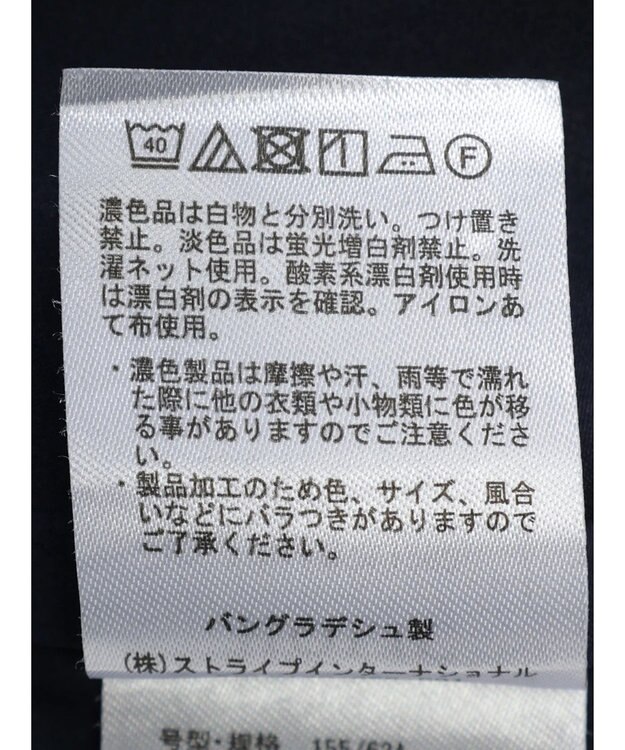 40 F
濃色品は白物と分別洗い。つけ置き
禁止。淡色品は蛍光増白剤禁止。洗
濯ネット使用。酸素系漂白剤使用時
は漂白剤の表示を確認。アイロンあ
て布使用。
・濃色製品は摩擦や汗、雨等で濡れ
た際に他の衣類や小物類に色が移
る事がありますのでご注意くださ
い。
・製品加工のため色、サイズ、風合
いなどにバラつきがありますので
ご了承ください。
バングラデシュ製
(株)ストライプインターナショナル
号型・規格 155/62A